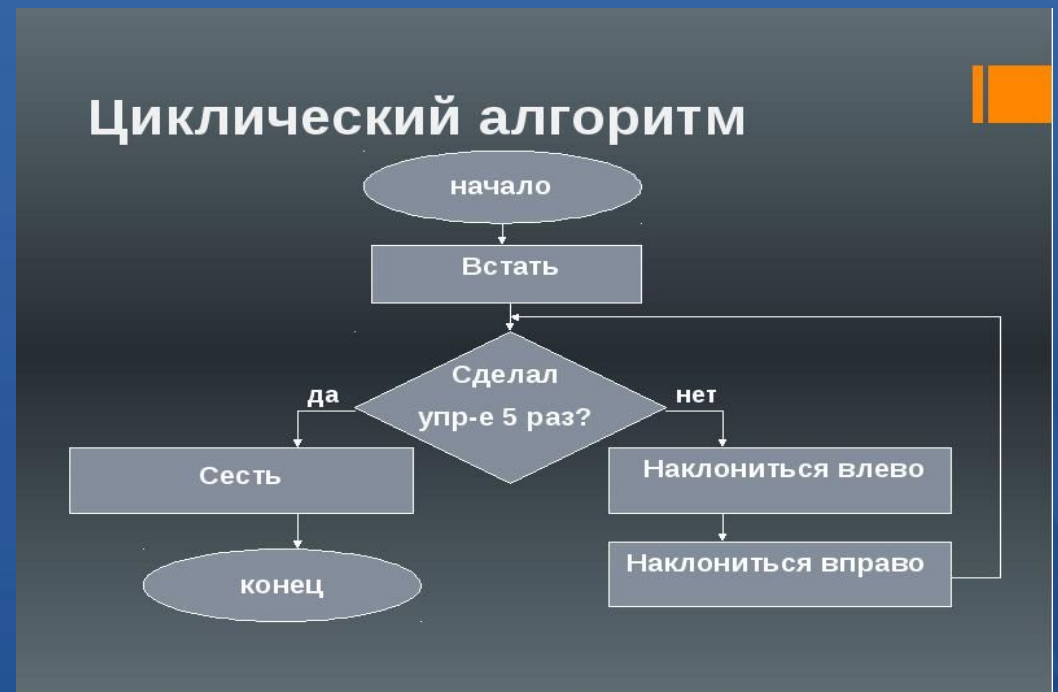 Циклический алгоритм
начало
Встать
Сделал
упр-е 5 раз?
да
нет
Сесть
Наклониться влево
Наклониться вправо
конец